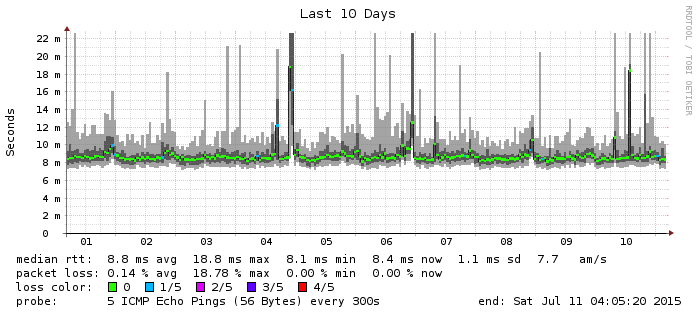 Last 10 Days
RRDTOOL / TOBI OETIKER
Seconds
22 m
20 m
18 m
16 m
14 m
12 m
10 m
8 m
6 m
4 m
2 m
0
01 02 03 04 05 06 07 08 09 10
median rtt: 8.8 ms avg 18.8 ms max 8.1 ms min 8.4 ms now 1.1 ms sd 7.7 am/s
packet loss: 0.14 % avg 18.78 % max 0.00 % min 0.00 % now
loss color: 0 1/5 2/5 3/5 4/5
probe: 5 ICMP Echo Pings (56 Bytes) every 300s end: Sat Jul 11 04:05:20 2015